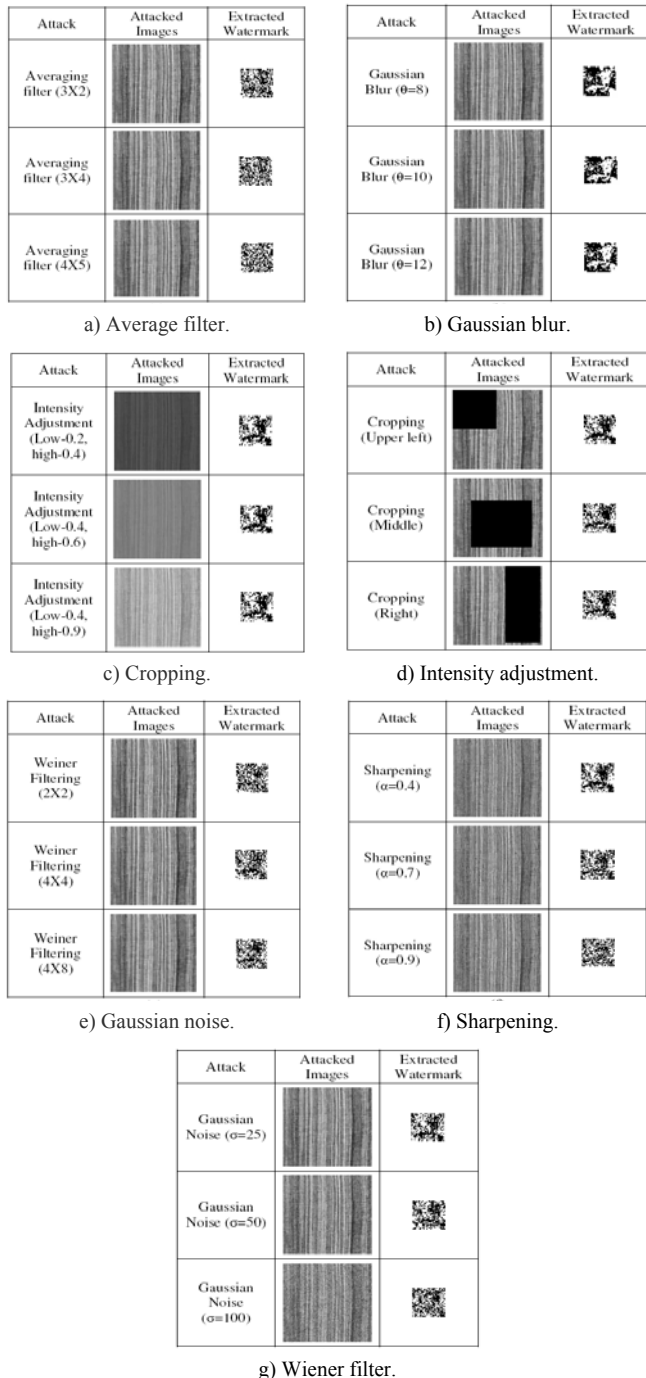 Attack Attacked Images Extracted Watermark
Averaging filter (3X2)
Averaging filter (3X4)
Averaging filter (4X5)
a) Average filter.
Attack Attacked Images Extracted Watermark
Gaussian Blur (θ=8)
Gaussian Blur (θ=10)
Gaussian Blur (θ=12)
b) Gaussian blur.
Attack Attacked Images Extracted Watermark
Intensity Adjustment (Low-0.2, high-0.4)
Intensity Adjustment (Low-0.4, high-0.6)
Intensity Adjustment (Low-0.4, high-0.9)
c) Cropping.
Attack Attacked Images Extracted Watermark
Cropping (Upper left)
Cropping (Middle)
Cropping (Right)
d) Intensity adjustment.
Attack Attacked Images Extracted Watermark
Weiner Filtering (2X2)
Weiner Filtering (4X4)
Weiner Filtering (4X8)
e) Gaussian noise.
Attack Attacked Images Extracted Watermark
Sharpening (α=0.4)
Sharpening (α=0.7)
Sharpening (α=0.9)
f) Sharpening.
Attack Attacked Images Extracted Watermark
Gaussian Noise (σ=25)
Gaussian Noise (σ=50)
Gaussian Noise (σ=100)
g) Wiener filter.